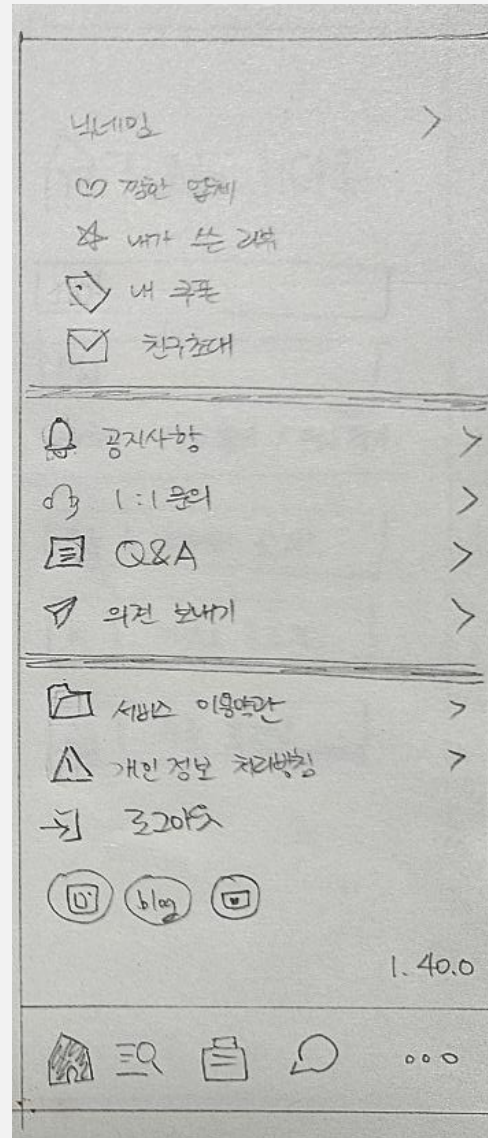 닉네임
찜한 업체
내가 쓴 리뷰
내 쿠폰
친구초대
공지사항
1:1 문의
Q&A
의견 보내기
서비스 이용약관
개인정보 처리방침
로그아웃
blog
1.40.0